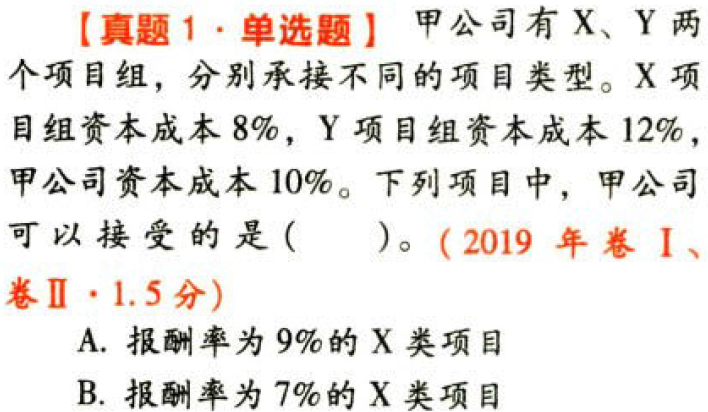 【真题 1 · 单选题】 甲公司有 X、Y 两
个项目组，分别承接不同的项目类型。X 项
目组资本成本 8%，Y 项目组资本成本 12%，
甲公司资本成本 10%。下列项目中，甲公司
可以接受的是(    )。(2019 年卷 Ⅰ、
卷Ⅱ · 1.5 分)
A. 报酬率为 9%的 X 类项目
B. 报酬率为 7%的 X 类项目